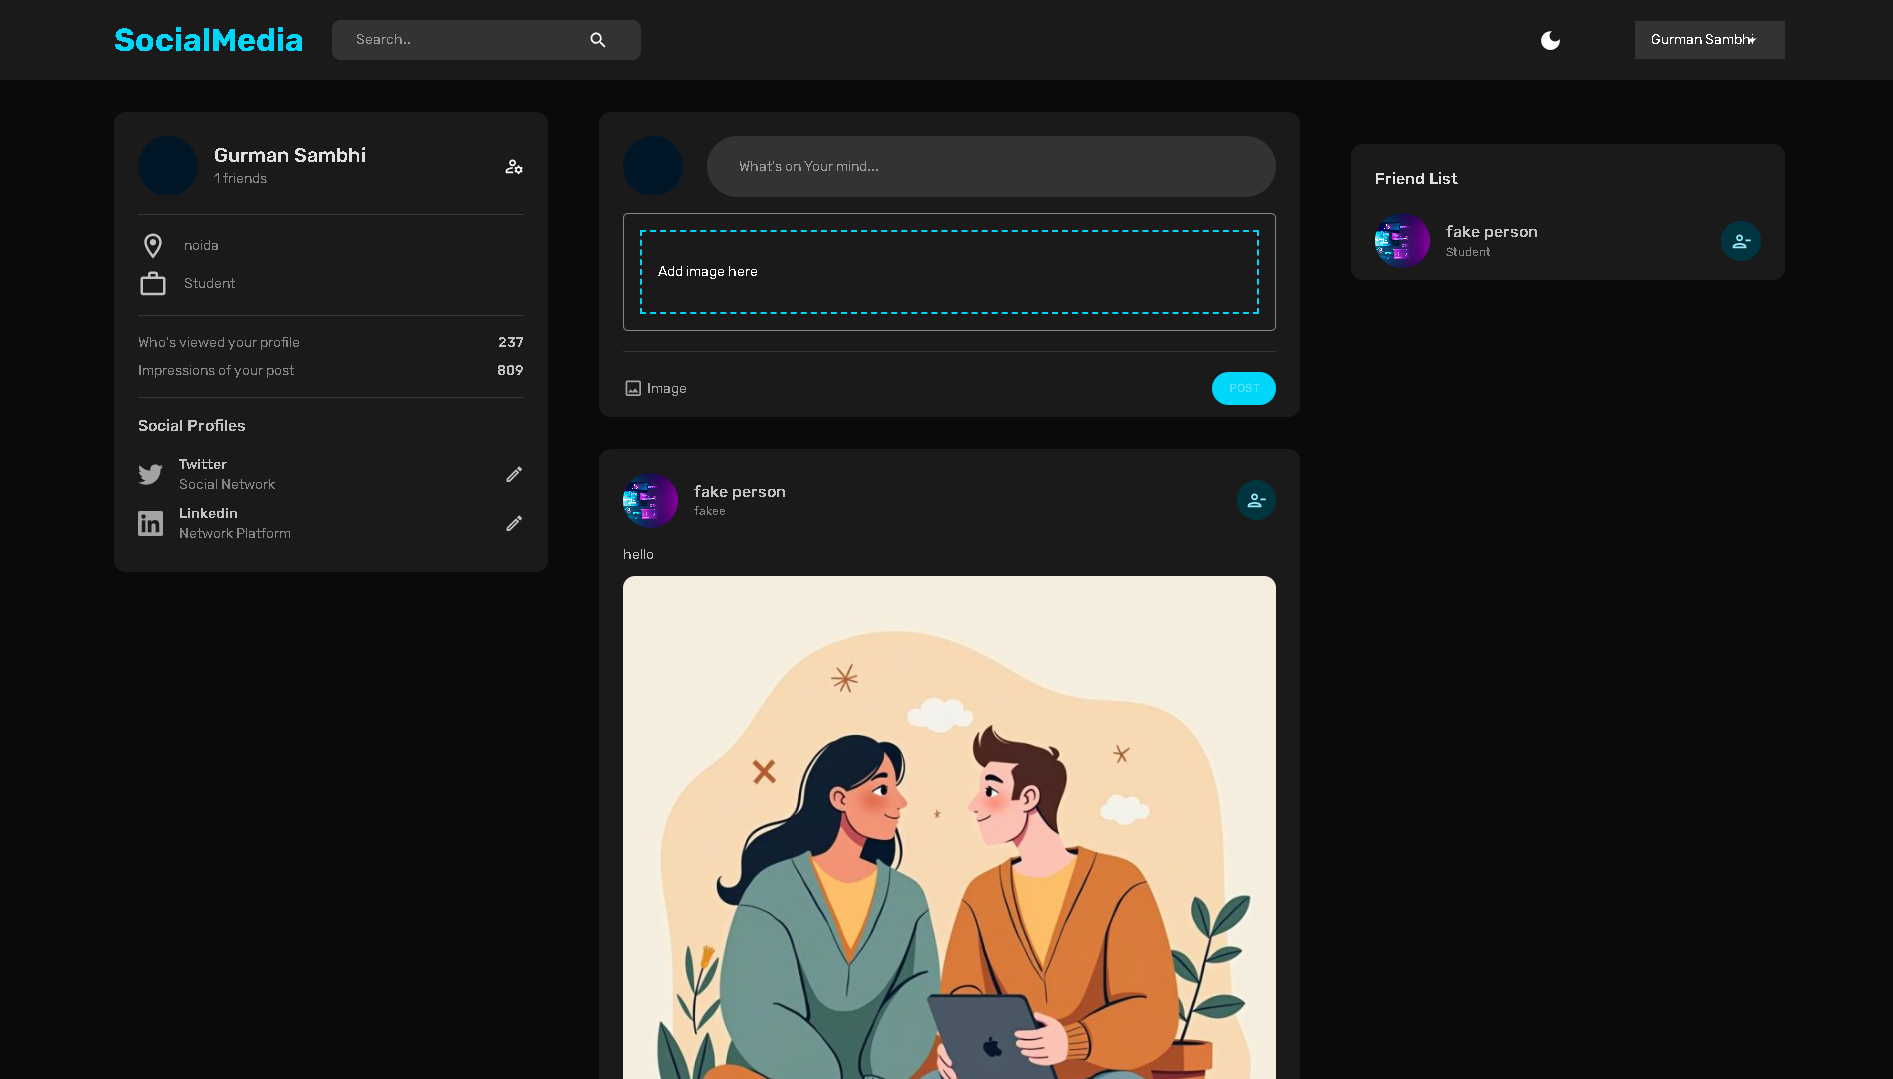 SocialMedia
Search..
Gurman Sambhi
Gurman Sambhi
1 friends
noida
Student
Who's viewed your profile 237
Impressions of your post 809
Social Profiles
Twitter
Social Network
Linkedin
Network Platform
What's on Your mind...
Add image here
Image
POST
fake person
fakee
hello
Friend List
fake person
Student